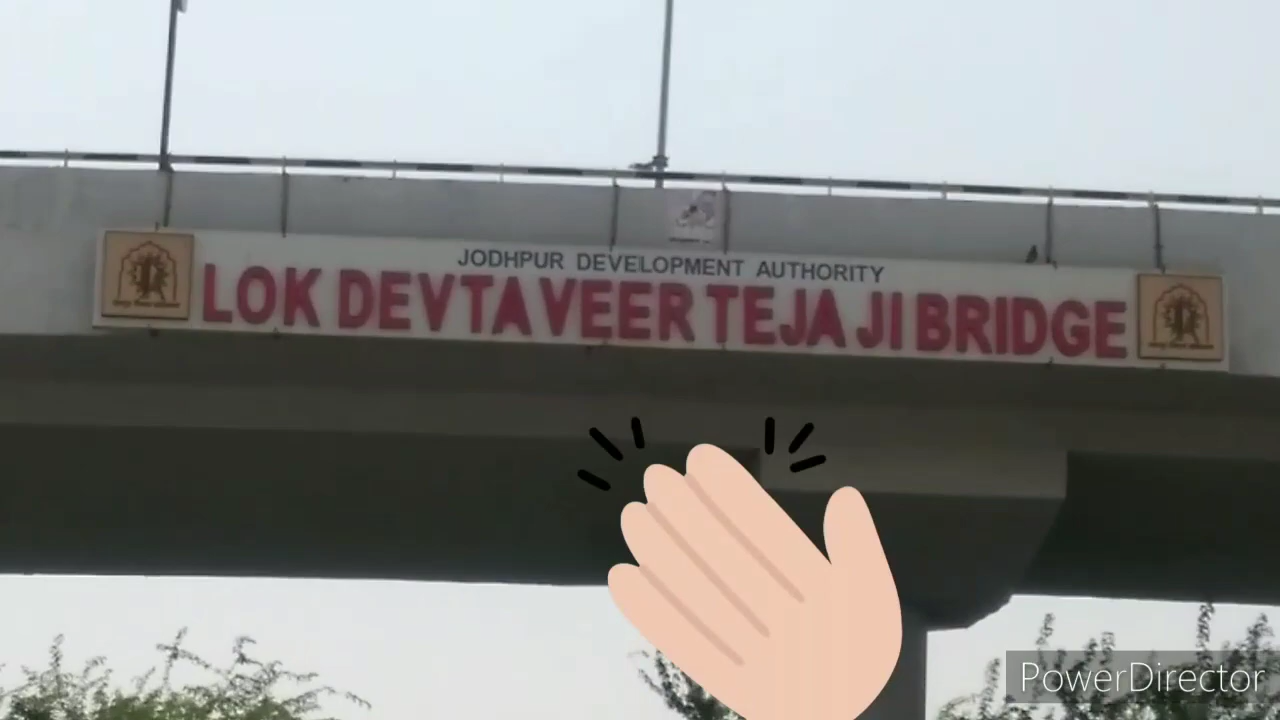 JODHPUR DEVELOPMENT AUTHORITY
LOK DEVTA VEER TEJA JI BRIDGE
PowerDirector